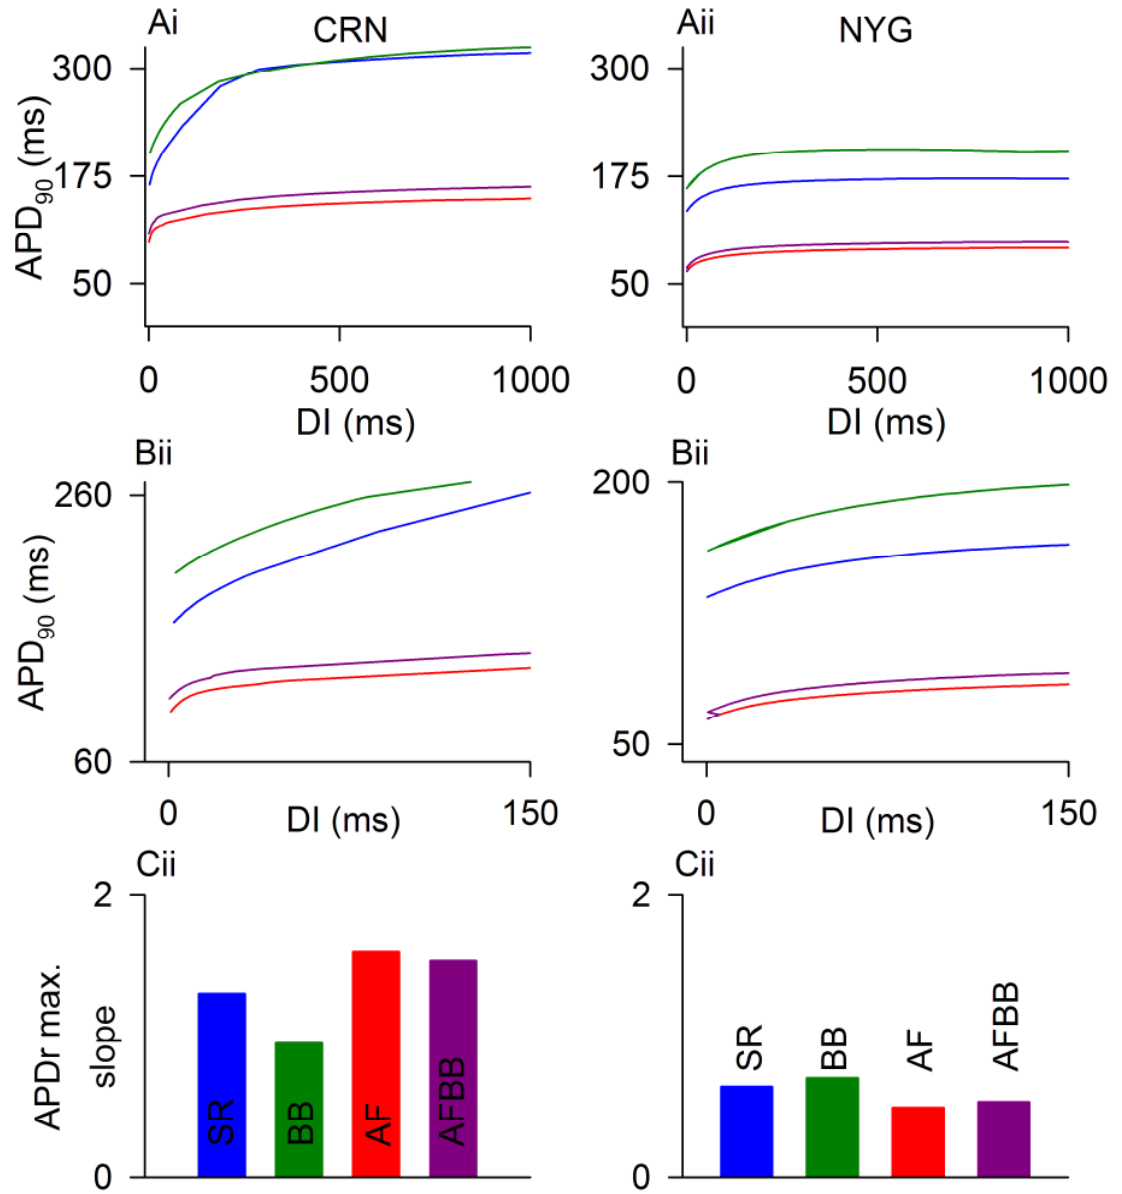 Ai
CRN
Aii
NYG
300
175
50
APD90 (ms)
0
500
1000
DI (ms)
300
175
50
0
500
1000
DI (ms)
Bii
260
60
APD90 (ms)
0
150
DI (ms)
Bii
200
50
0
150
DI (ms)
Cii
2
0
APDr max.
slope
SR
BB
AF
AFBB
Cii
2
0
SR
BB
AF
AFBB